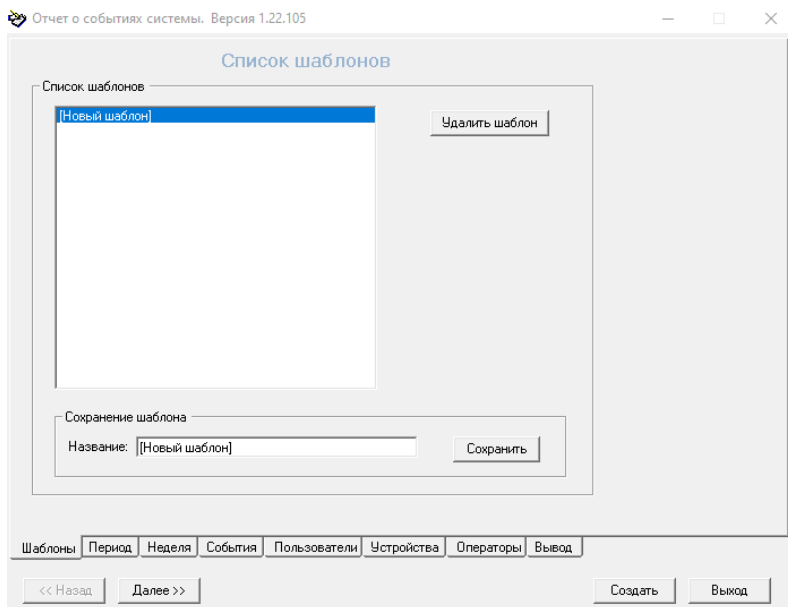 Отчет о событиях системы. Версия 1.22.105
Список шаблонов
Список шаблонов
[Новый шаблон]
Удалить шаблон
Сохранение шаблона
Название: [Новый шаблон] Сохранить
Шаблоны Период Неделя События Пользователи Устройства Операторы Вывод
<< Назад Далее >> Создать Выход